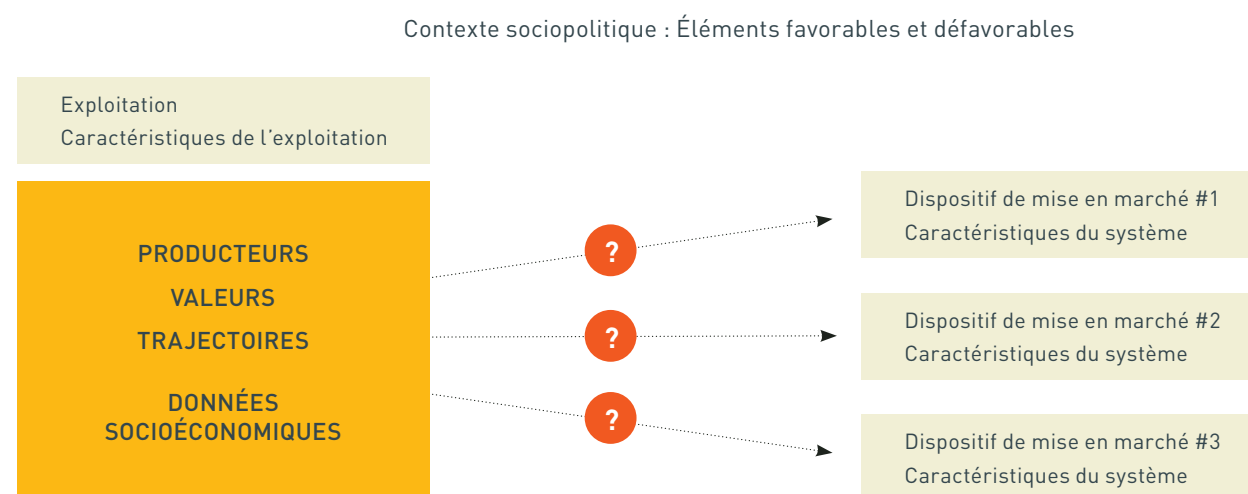 Contexte sociopolitique : Éléments favorables et défavorables
Exploitation
Caractéristiques de l'exploitation
PRODUCTEURS
VALEURS
TRAJECTOIRES
DONNÉES
SOCIOÉCONOMIQUES
?
?
?
Dispositif de mise en marché #1
Caractéristiques du système
Dispositif de mise en marché #2
Caractéristiques du système
Dispositif de mise en marché #3
Caractéristiques du système